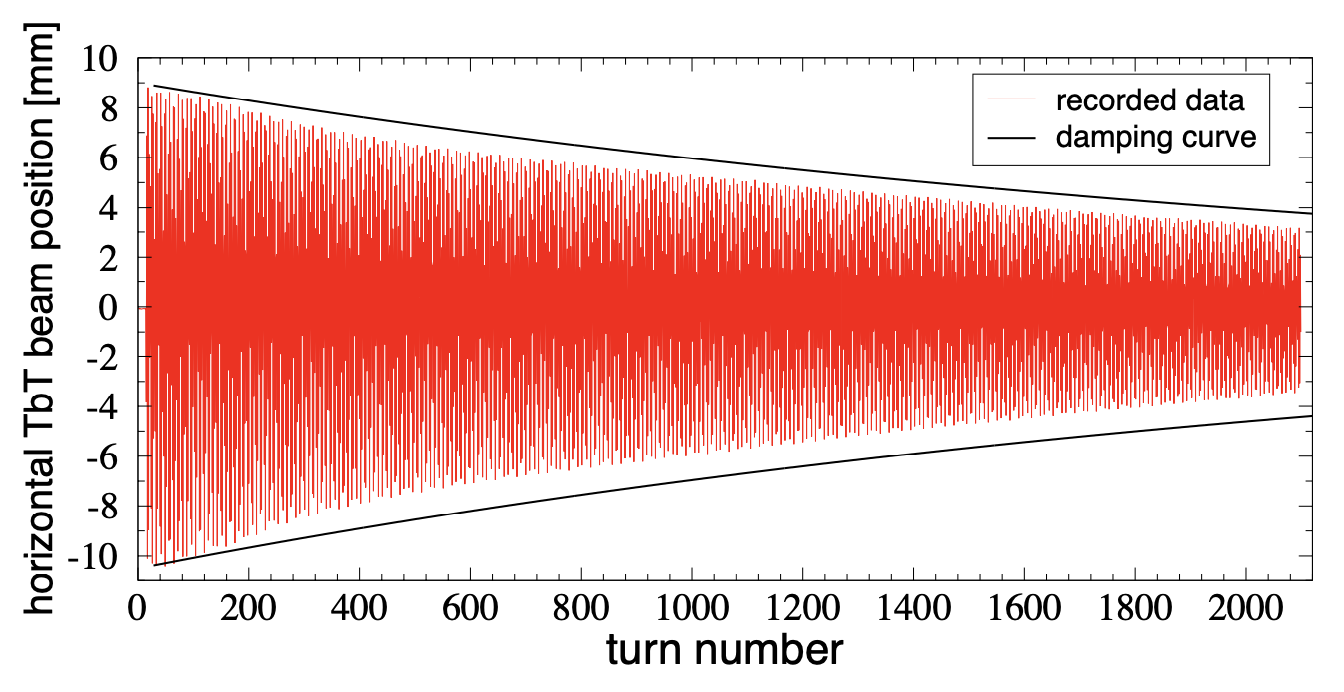 horizontal TbT beam position [mm]
10
8
6
4
2
0
-2
-4
-6
-8
-10
recorded data
damping curve
0 200 400 600 800 1000 1200 1400 1600 1800 2000
turn number